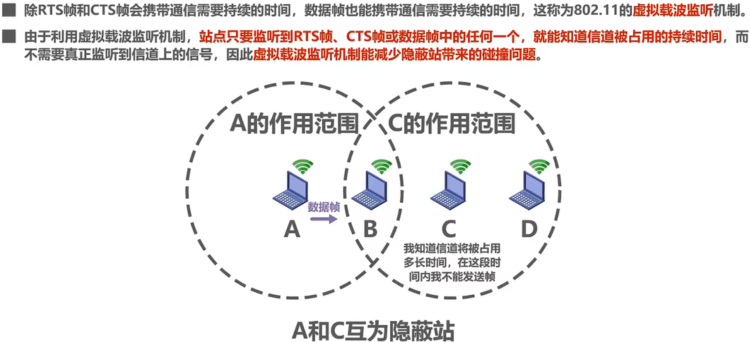 除RTS帧和CTS帧会携带通信需要持续的时间，数据帧也能携带通信需要持续的时间，这称为802.11的虚拟载波监听机制。
由于利用虚拟载波监听机制，站点只要监听到RTS帧、CTS帧或数据帧中的任何一个，就能知道信道被占用的持续时间，而
不需要真正监听到信道上的信号，因此虚拟载波监听机制能减少隐蔽站带来的碰撞问题。
A的作用范围
C的作用范围
数据帧
A
B
C
D
我知道信道将被占用
多长时间，在这段时
间内我不能发送帧
A和C互为隐蔽站